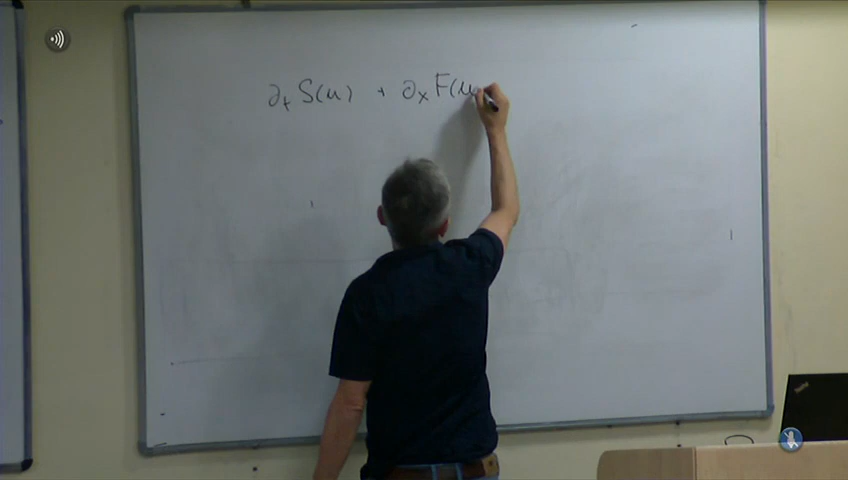 ∂ₜ S(u) + ∂ₓ F(u